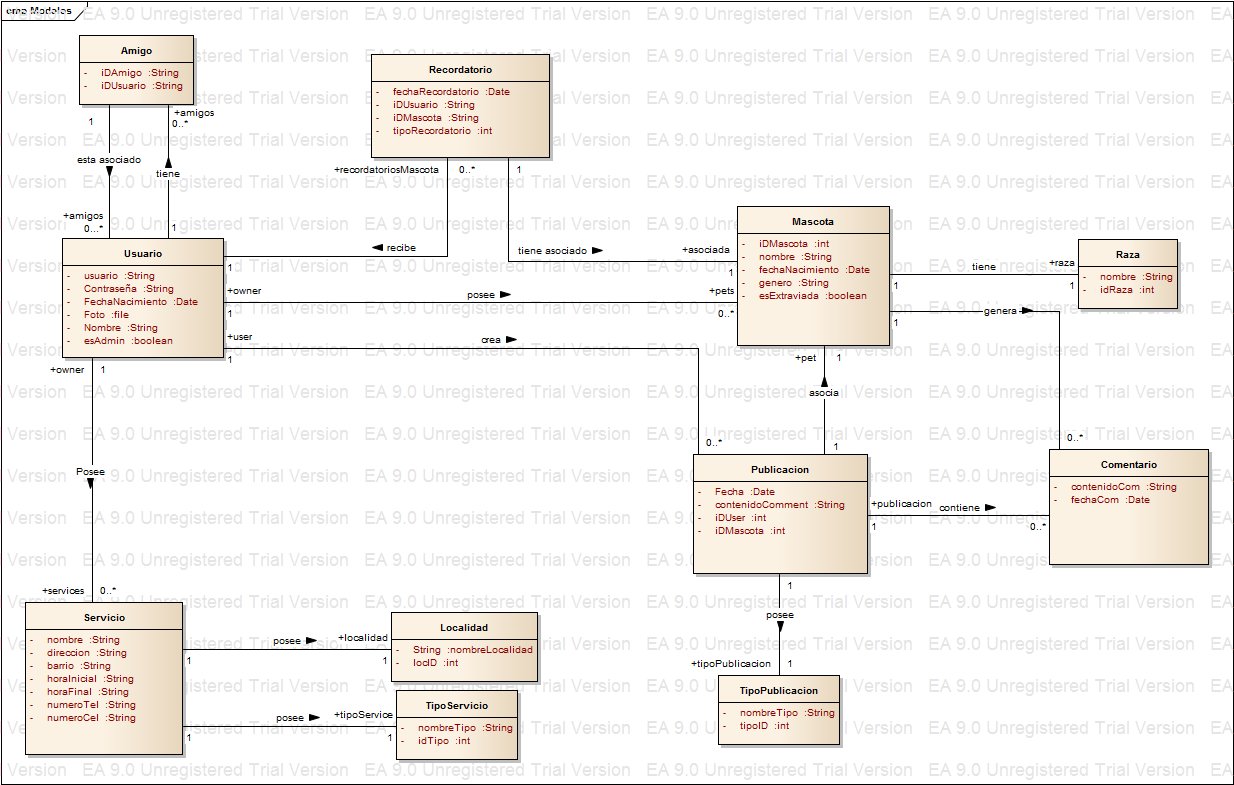 cmp Modelos
EA 9.0 Unregistered Trial Version
Amigo
- iDAmigo :String
- iDUsuario :String
1
+amigos
0..*
esta asociado
tiene
+amigos
0...*
1
Recordatorio
- fechaRecordatorio :Date
- iDUsuario :String
- iDMascota :String
- tipoRecordatorio :int
+recordatoriosMascota
0..*
1
recibe
1
tiene asociado
+asociada
1
Usuario
- usuario :String
- Contraseña :String
- FechaNacimiento :Date
- Foto :file
- Nombre :String
- esAdmin :boolean
+owner
1
posee
+pets
0..*
+user
1
crea
0..*
Mascota
- iDMascota :int
- nombre :String
- fechaNacimiento :Date
- genero :String
- esExtraviada :boolean
1
tiene
+raza
1
Raza
- nombre :String
- idRaza :int
1
genera
0..*
+pet
1
asocia
1
Publicacion
- Fecha :Date
- contenidoComment :String
- iDUser :int
- iDMascota :int
+publicacion
1
contiene
0..*
Comentario
- contenidoCom :String
- fechaCom :Date
1
posee
+tipoPublicacion
1
TipoPublicacion
- nombreTipo :String
- tipoID :int
+owner
1
Posee
+services
0..*
Servicio
- nombre :String
- direccion :String
- barrio :String
- horaInicial :String
- horaFinal :String
- numeroTel :String
- numeroCel :String
1
posee
+localidad
1
Localidad
- String :nombreLocalidad
- locID :int
1
posee
+tipoService
1
TipoServicio
- nombreTipo :String
- idTipo :int